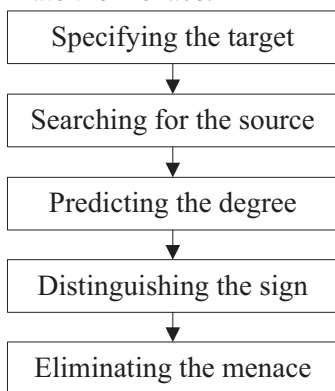 Specifying the target
Searching for the source
Predicting the degree
Distinguishing the sign
Eliminating the menace